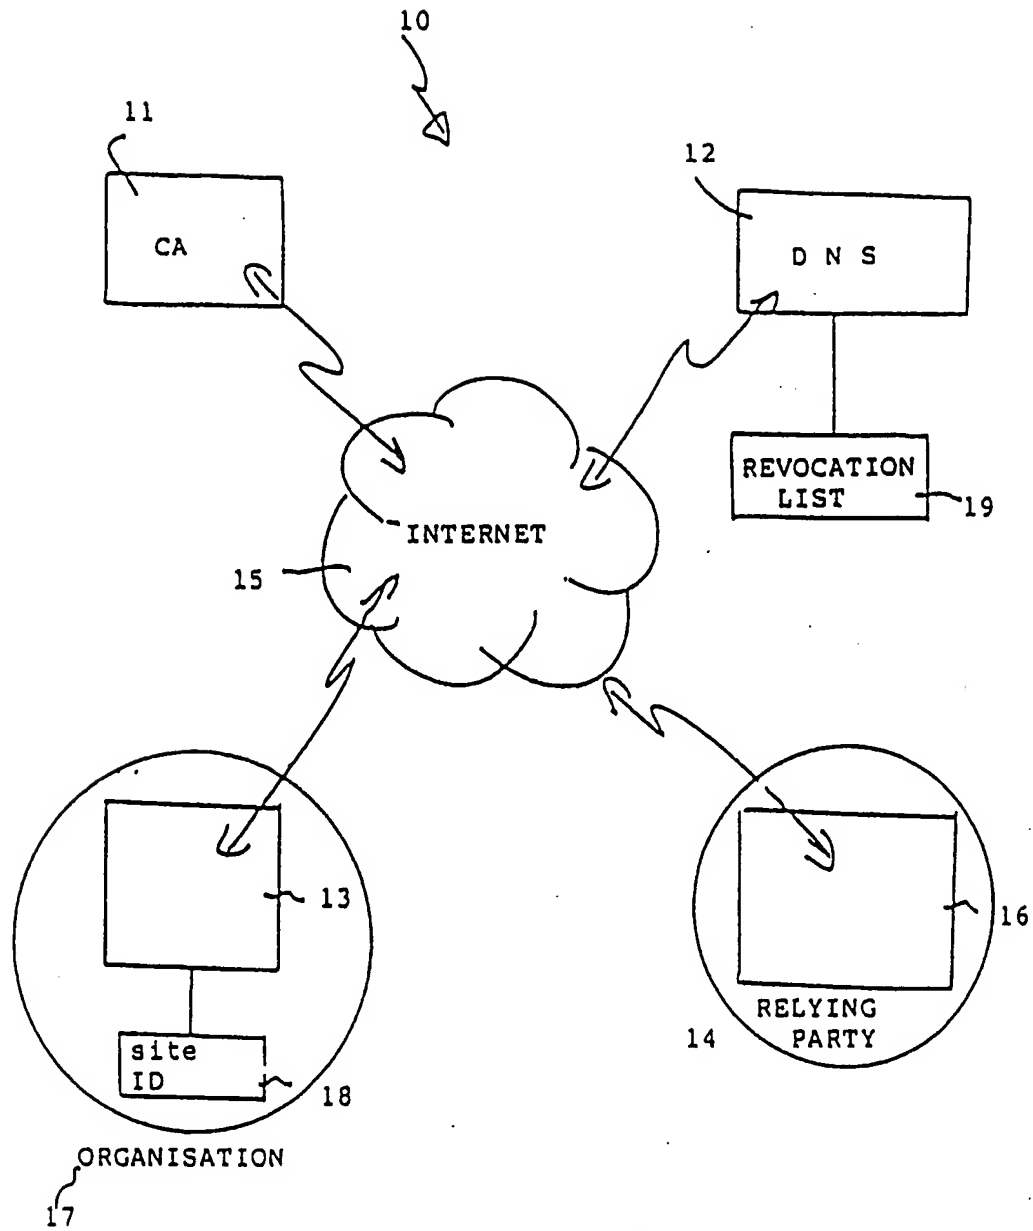 10
11
12
CA
D N S
REVOCATION
LIST
19
INTERNET
15
13
16
RELYING
PARTY
14
site
ID
18
ORGANISATION
17